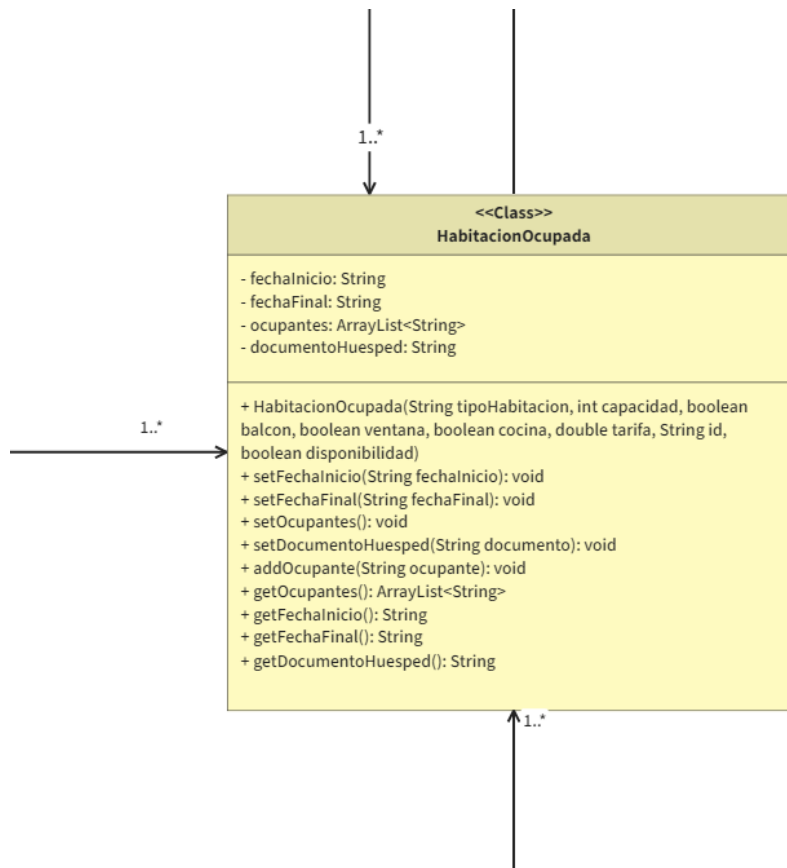 1..*
<<Class>>
HabitacionOcupada
- fechaInicio: String
- fechaFinal: String
- ocupantes: ArrayList<String>
- documentoHuesped: String
1..*
+ HabitacionOcupada(String tipoHabitacion, int capacidad, boolean
balcon, boolean ventana, boolean cocina, double tarifa, String id,
boolean disponibilidad)
+ setFechaInicio(String fechaInicio): void
+ setFechaFinal(String fechaFinal): void
+ setOcupantes(): void
+ setDocumentoHuesped(String documento): void
+ addOcupante(String ocupante): void
+ getOcupantes(): ArrayList<String>
+ getFechaInicio(): String
+ getFechaFinal(): String
+ getDocumentoHuesped(): String
1..*